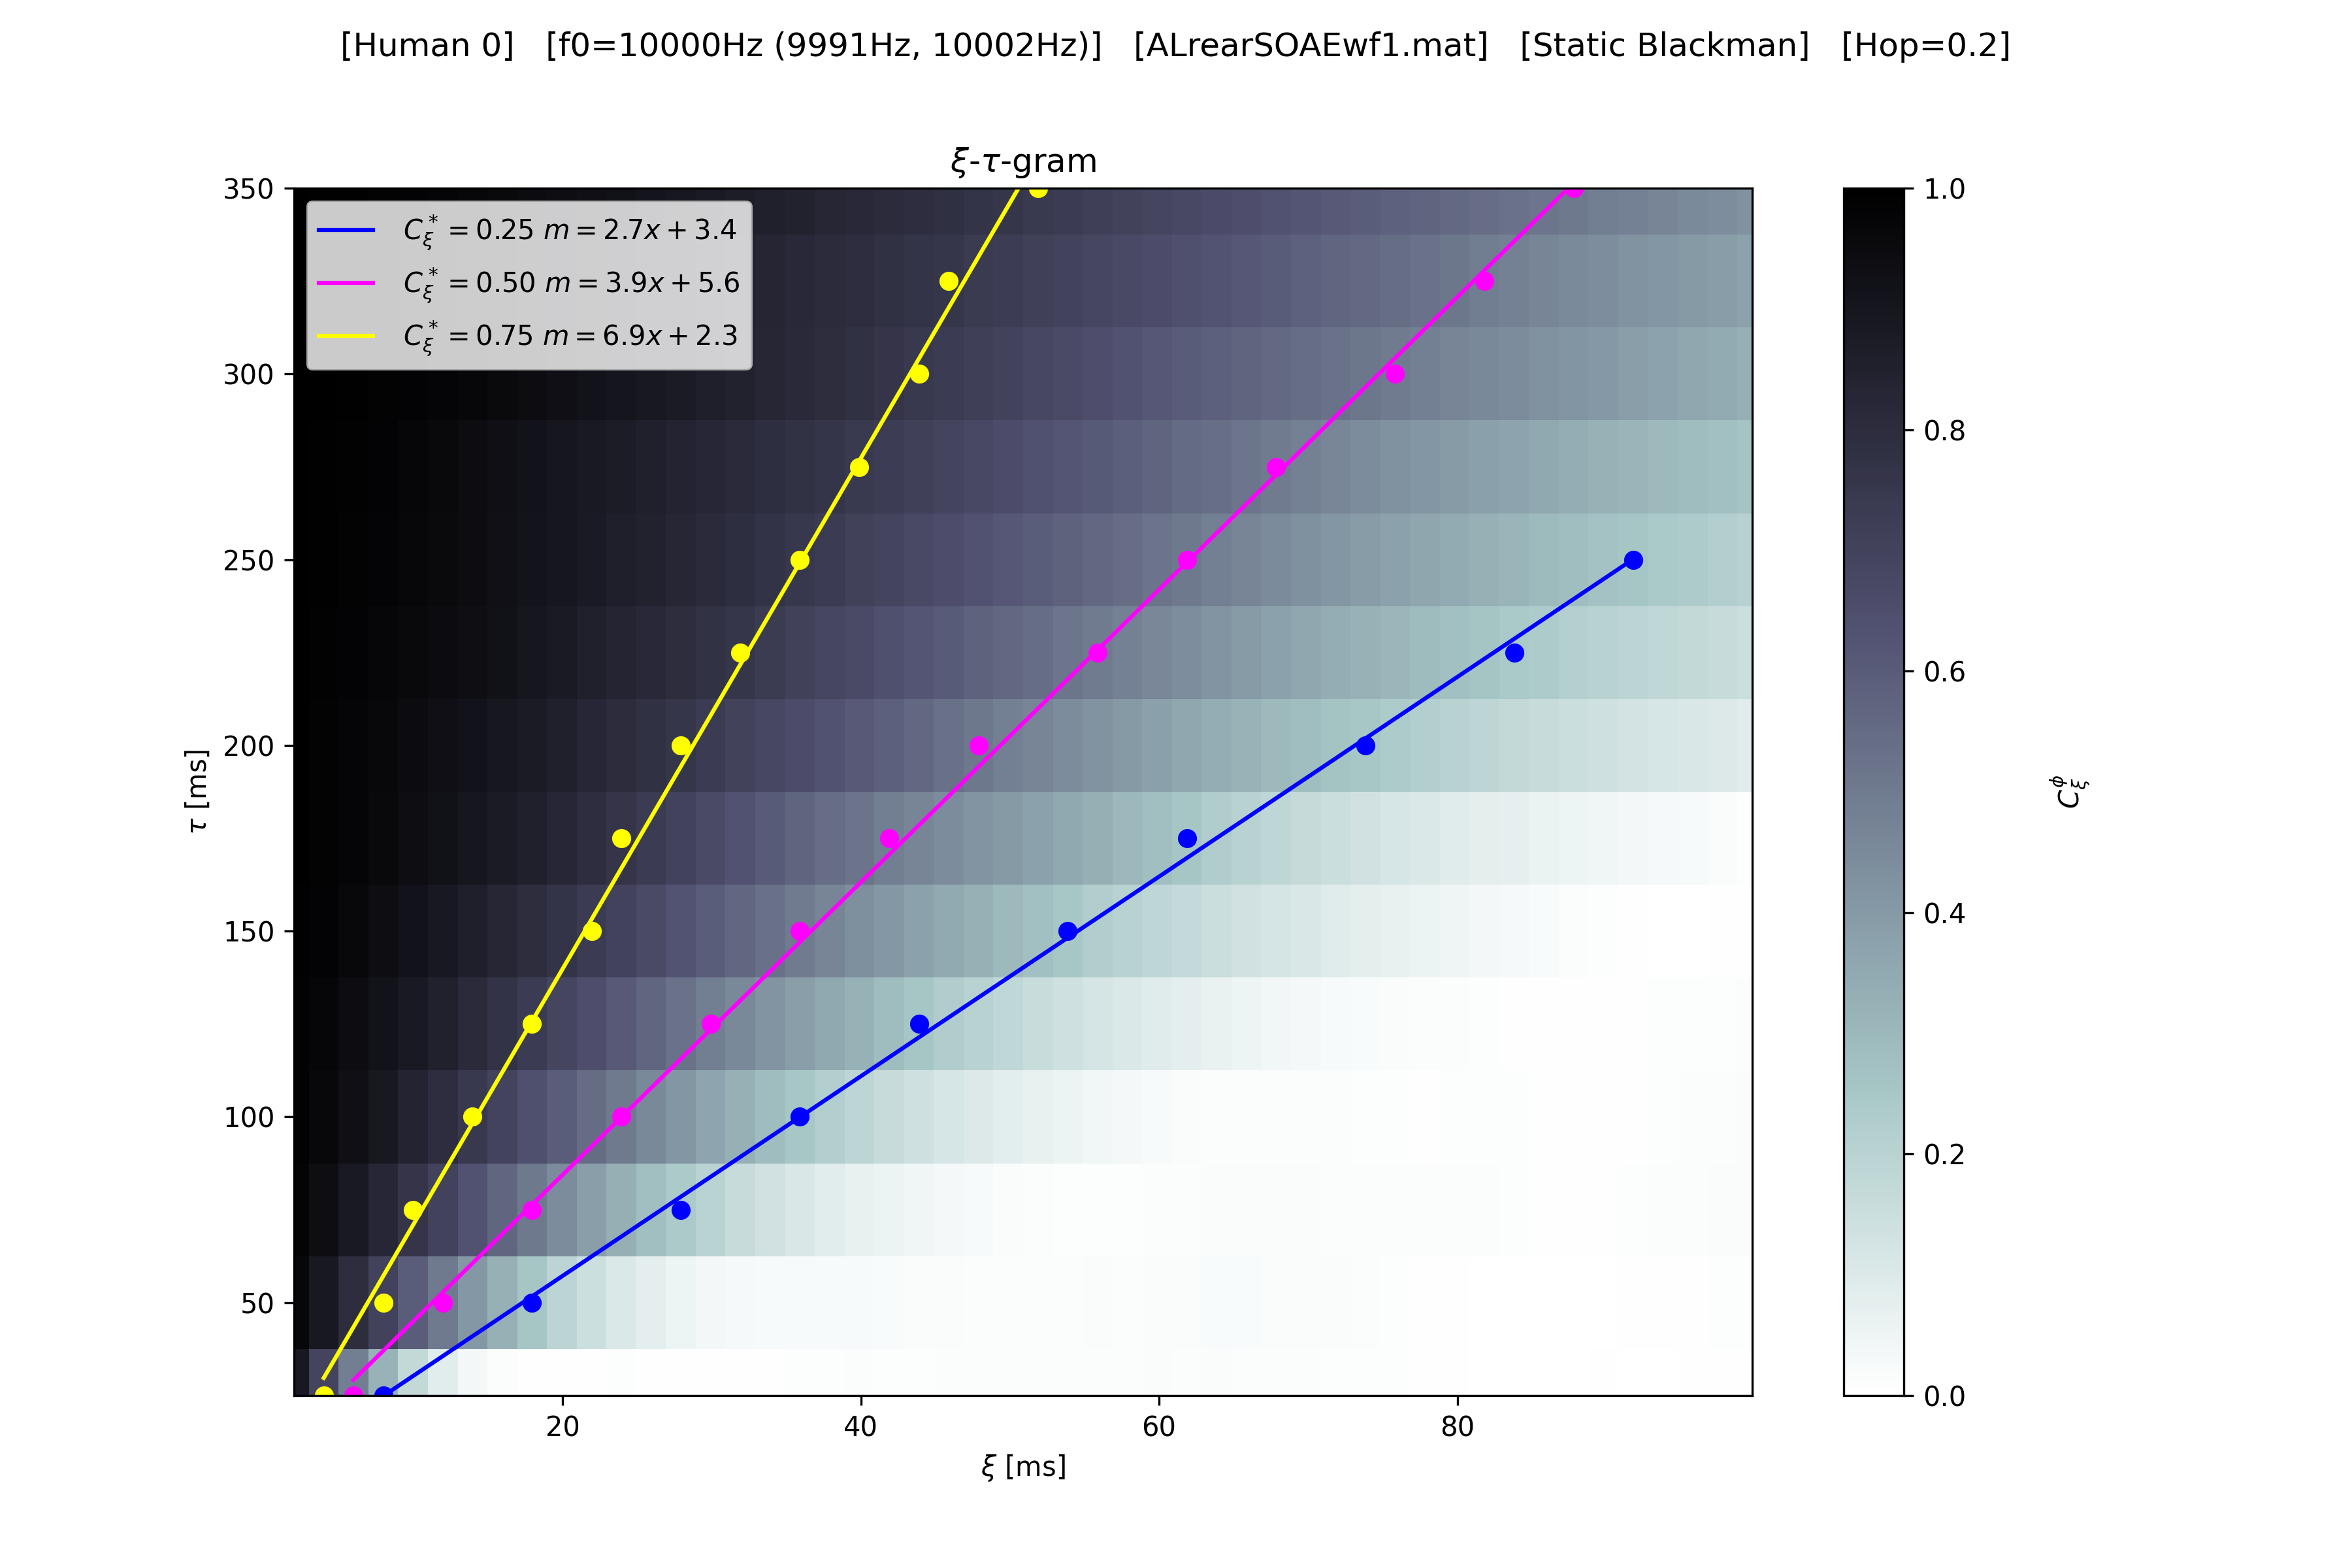 [Human 0]   [f0=10000Hz (9991Hz, 10002Hz)]   [ALrearSOAEwf1.mat]   [Static Blackman]   [Hop=0.2]
ξ-τ-gram
C*ξ = 0.25 m = 2.7x + 3.4
C*ξ = 0.50 m = 3.9x + 5.6
C*ξ = 0.75 m = 6.9x + 2.3
350
300
250
200
150
100
50
τ [ms]
20 40 60 80
ξ [ms]
1.0
0.8
0.6
0.4
0.2
0.0
Cϕξ